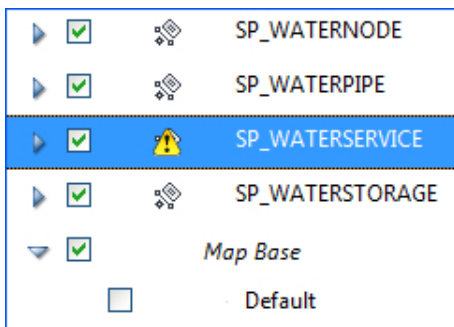 SP_WATERNODE
SP_WATERPIPE
SP_WATERSERVICE
SP_WATERSTORAGE
Map Base
Default